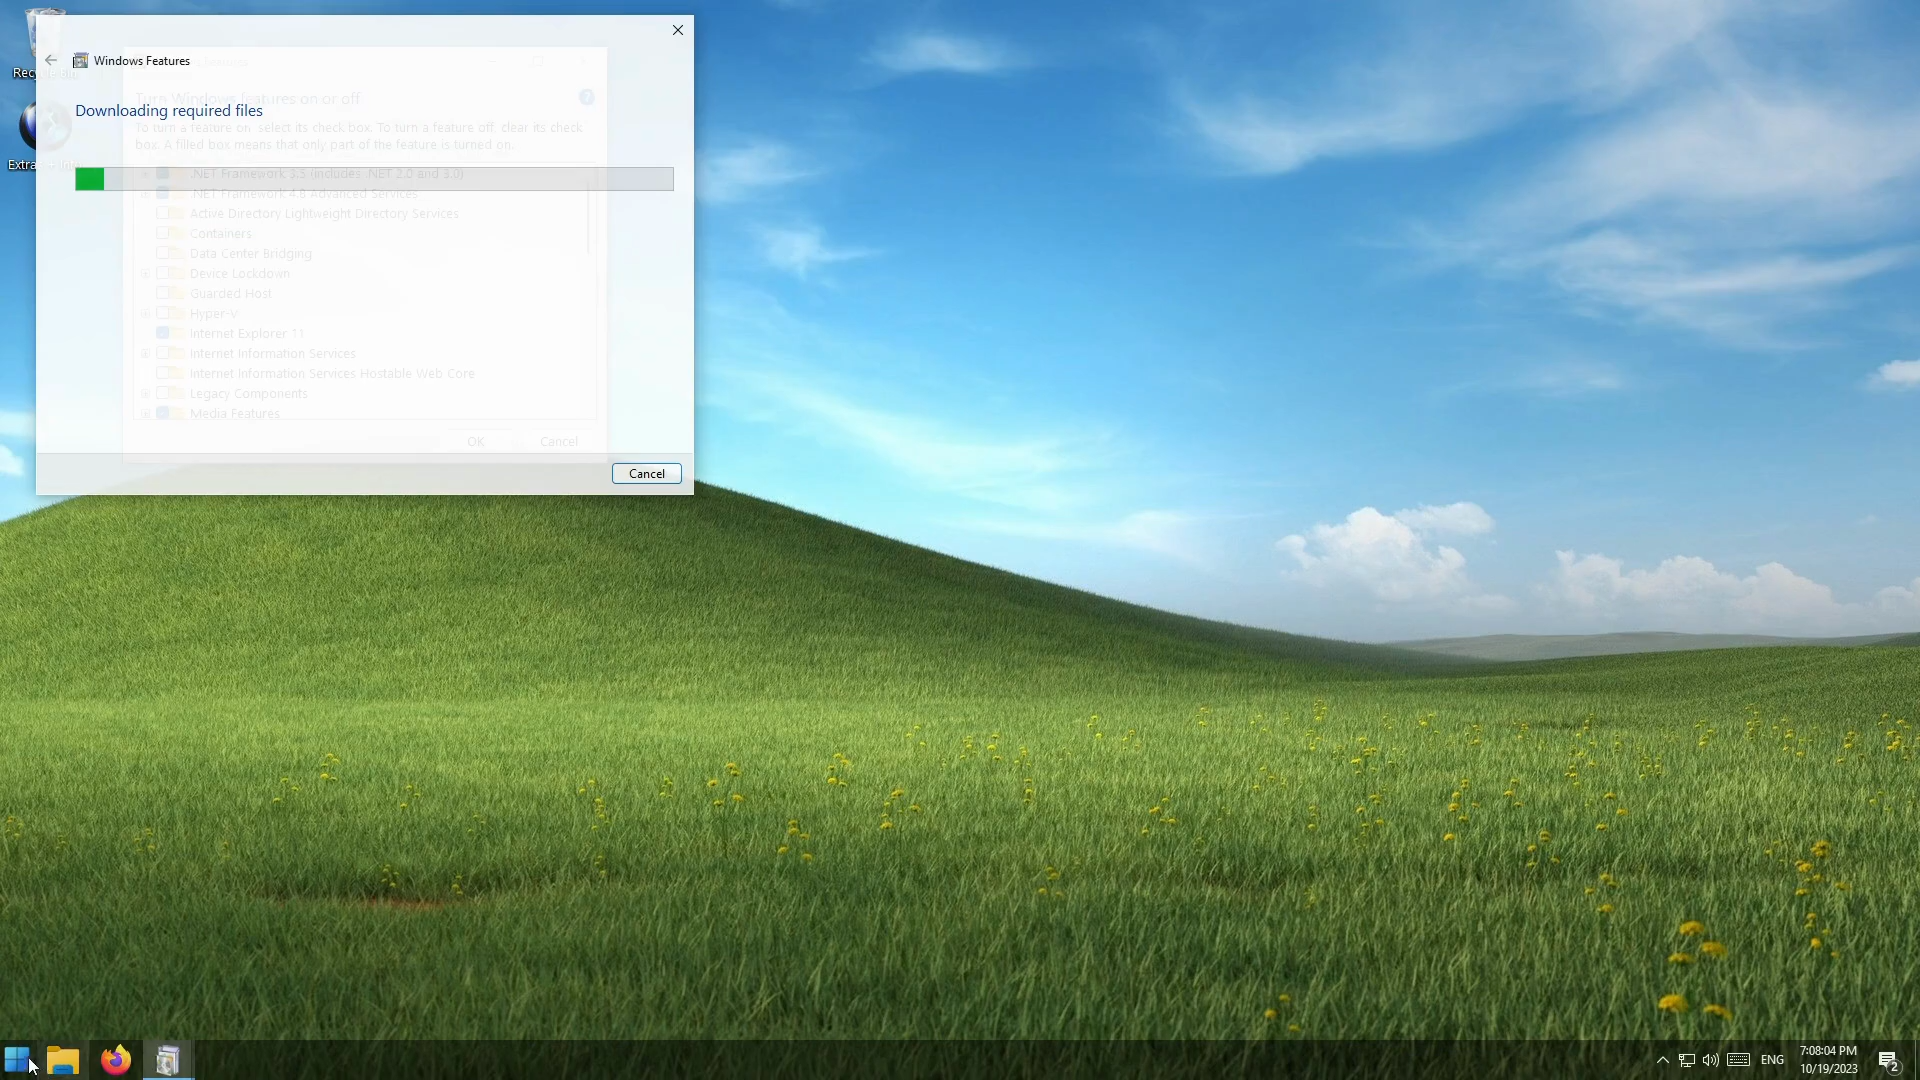 Windows Features
Downloading required files
Turn Windows features on or off
To turn a feature on, select its check box. To turn a feature off, clear its check
box. A filled box means that only part of the feature is turned on.
.NET Framework 3.5 (includes .NET 2.0 and 3.0)
.NET Framework 4.8 Advanced Services
Active Directory Lightweight Directory Services
Containers
Data Center Bridging
Device Lockdown
Guarded Host
Hyper-V
Internet Explorer 11
Internet Information Services
Internet Information Services Hostable Web Core
Legacy Components
Media Features
OK
Cancel
Cancel
ENG
7:08:04 PM
10/19/2023
2